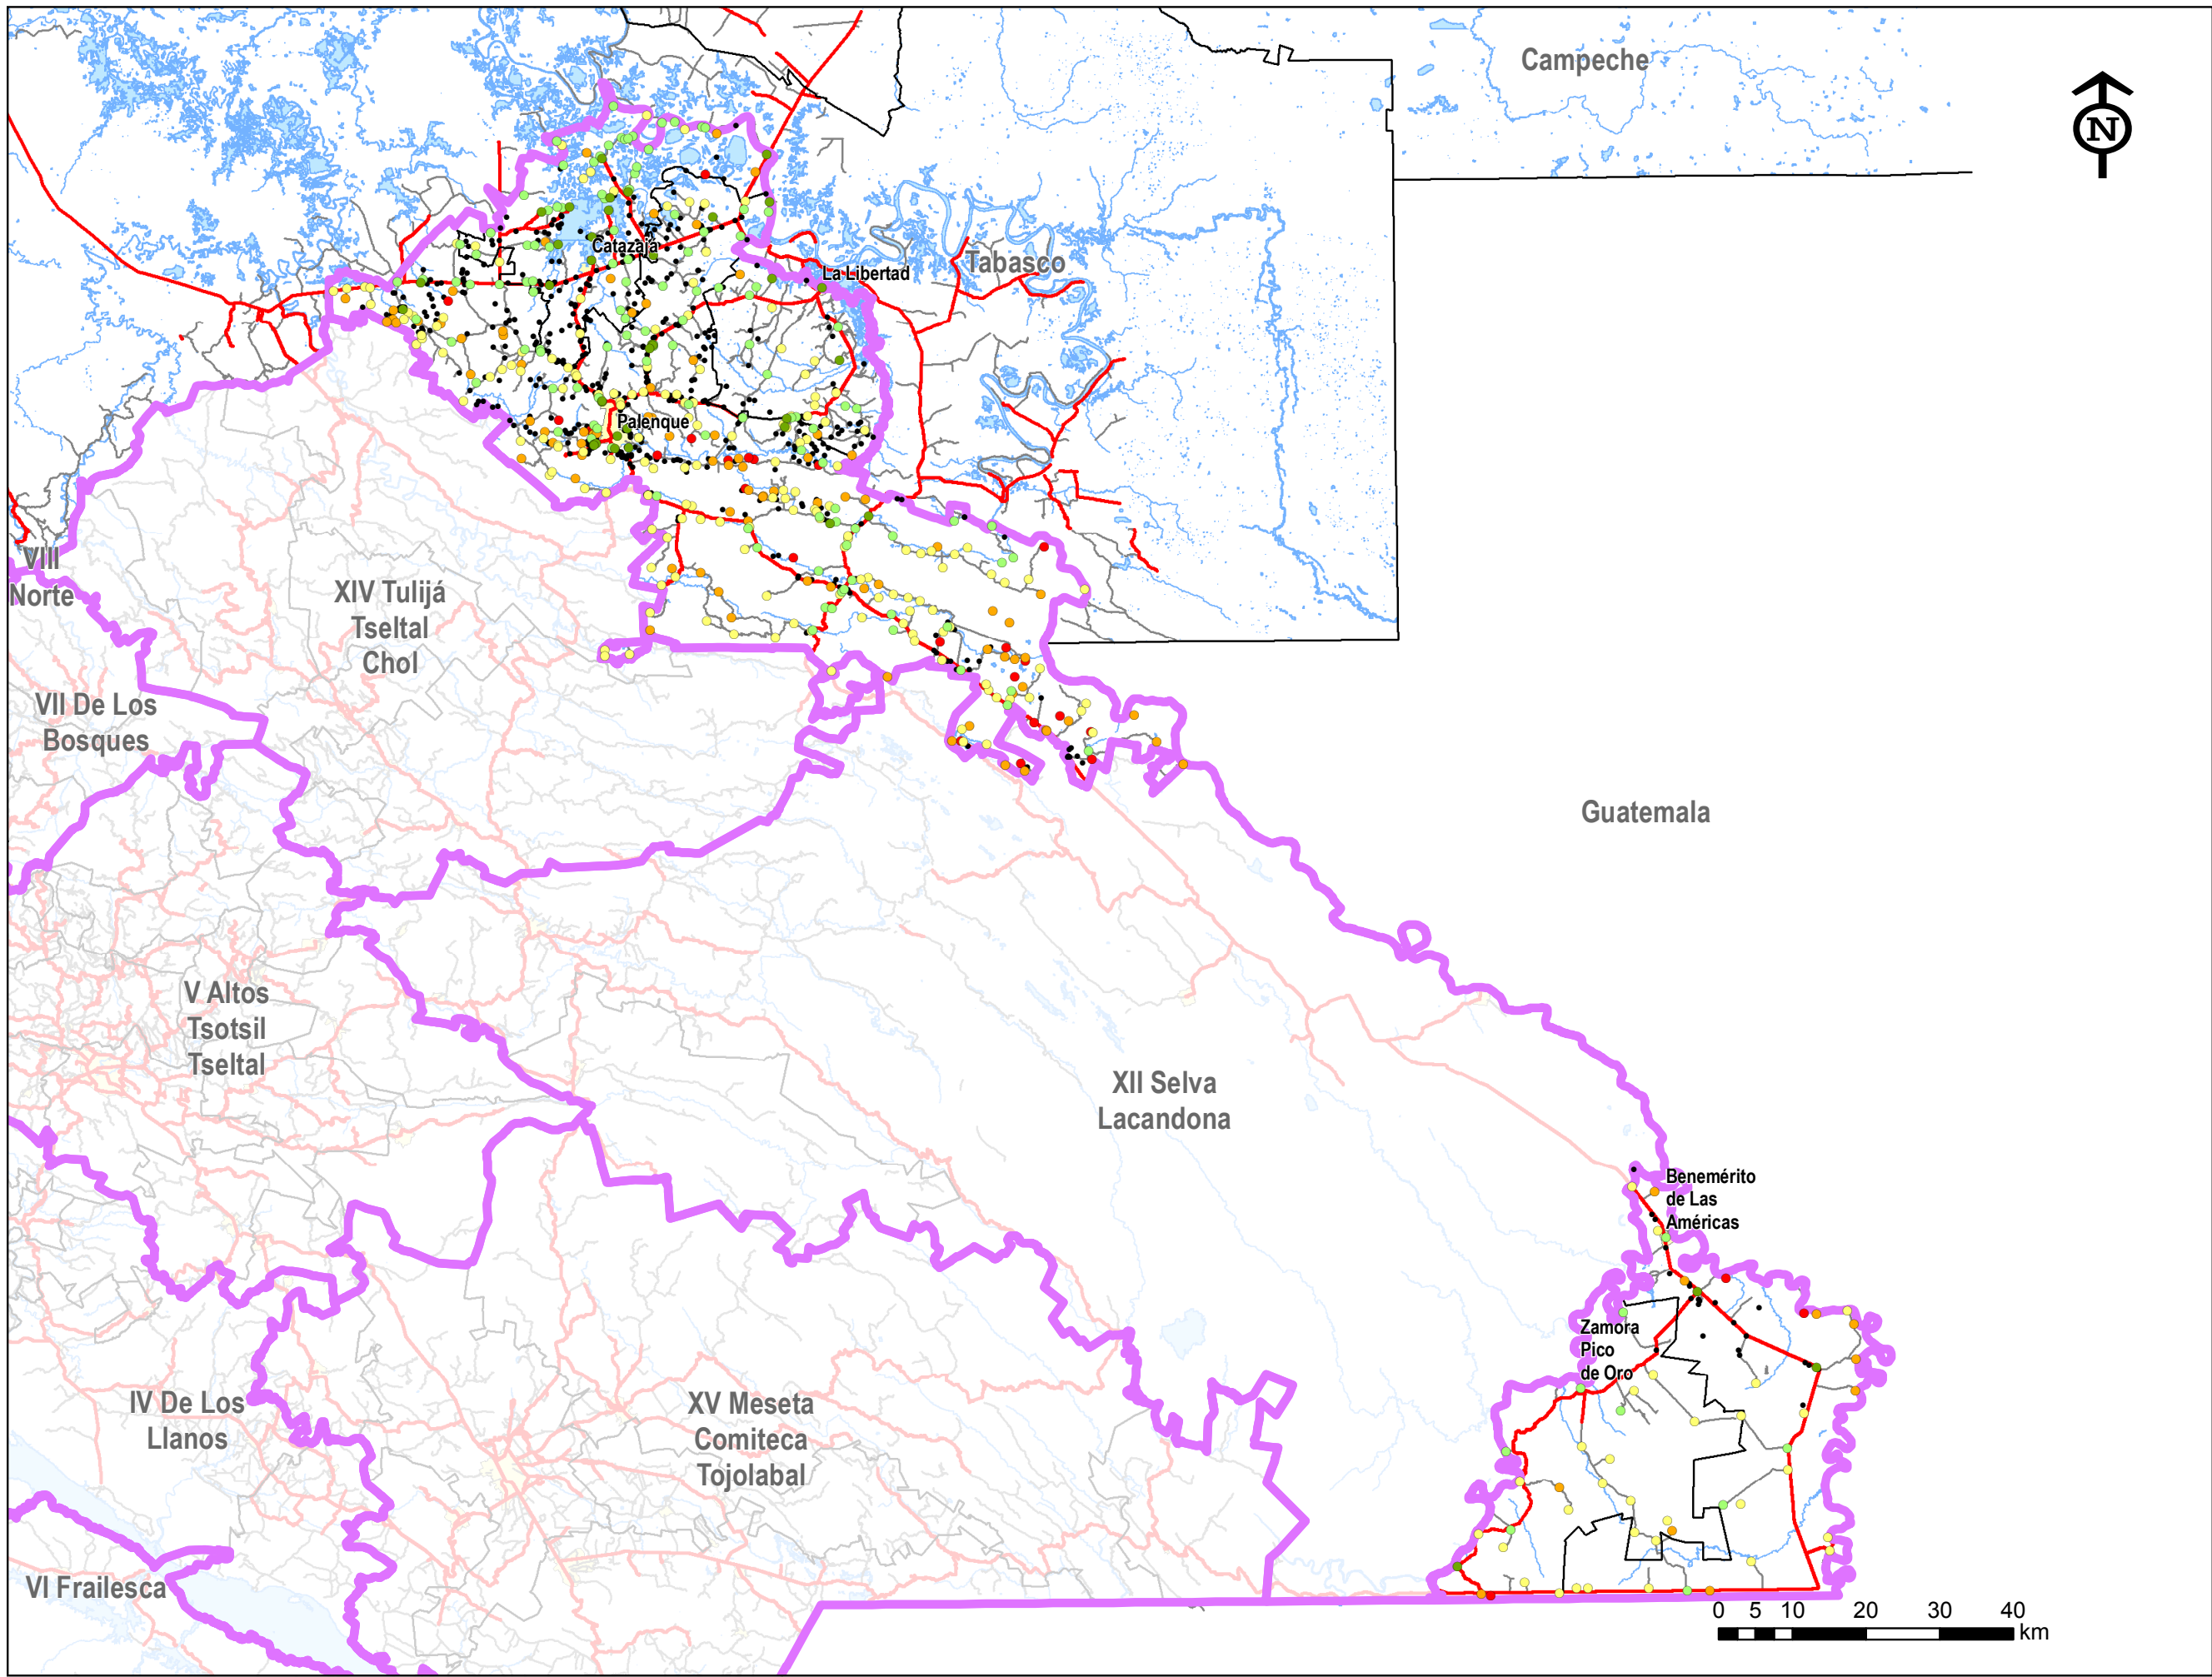 Campeche
N
Catazajá
La Libertad
Tabasco
Palenque
VIII
Norte
XIV Tulijá
Tseltal
Chol
VII De Los
Bosques
Guatemala
V Altos
Tsotsil
Tseltal
XII Selva
Lacandona
Benemérito
de Las
Américas
Zamora
Pico
de Oro
IV De Los
Llanos
XV Meseta
Comiteca
Tojolabal
VI Frailesca
0 5 10 20 30 40
km